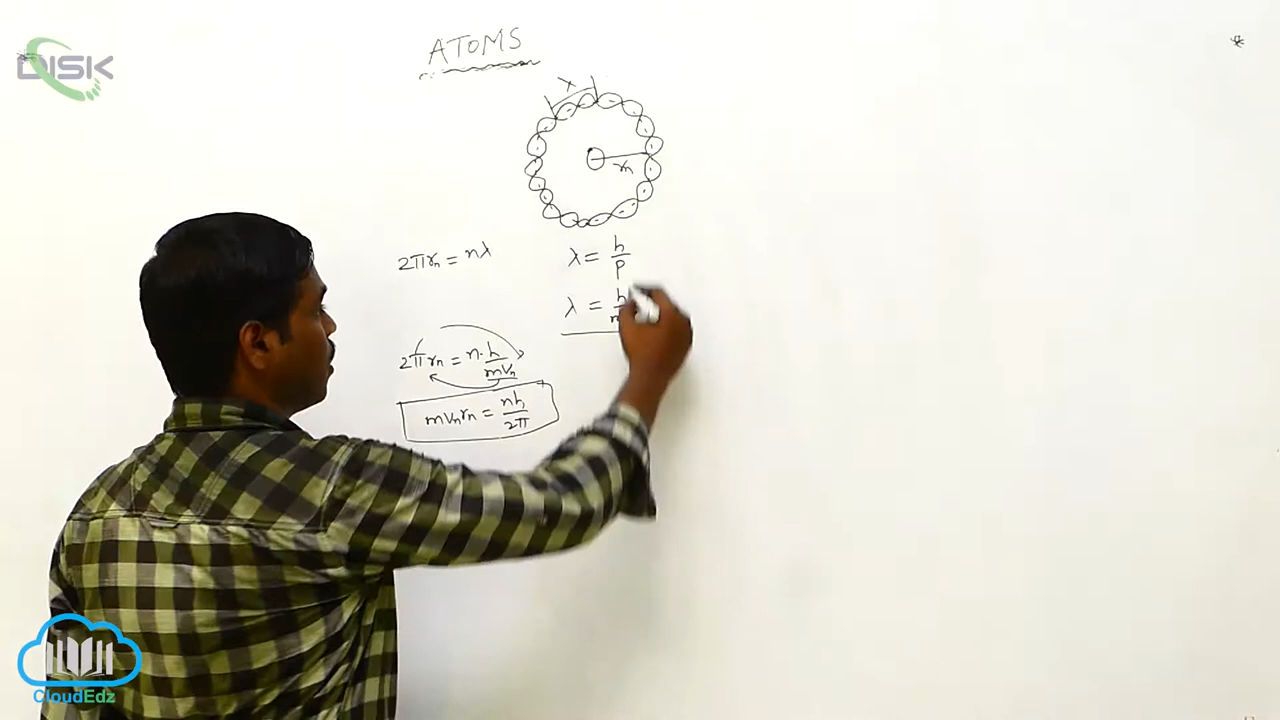 DISK
ATOMS
λ
rₙ
2πrₙ = nλ
λ = h/p
λ = h/m
2πrₙ = n·h/mVₙ
mVₙrₙ = nh/2π
CloudEdz